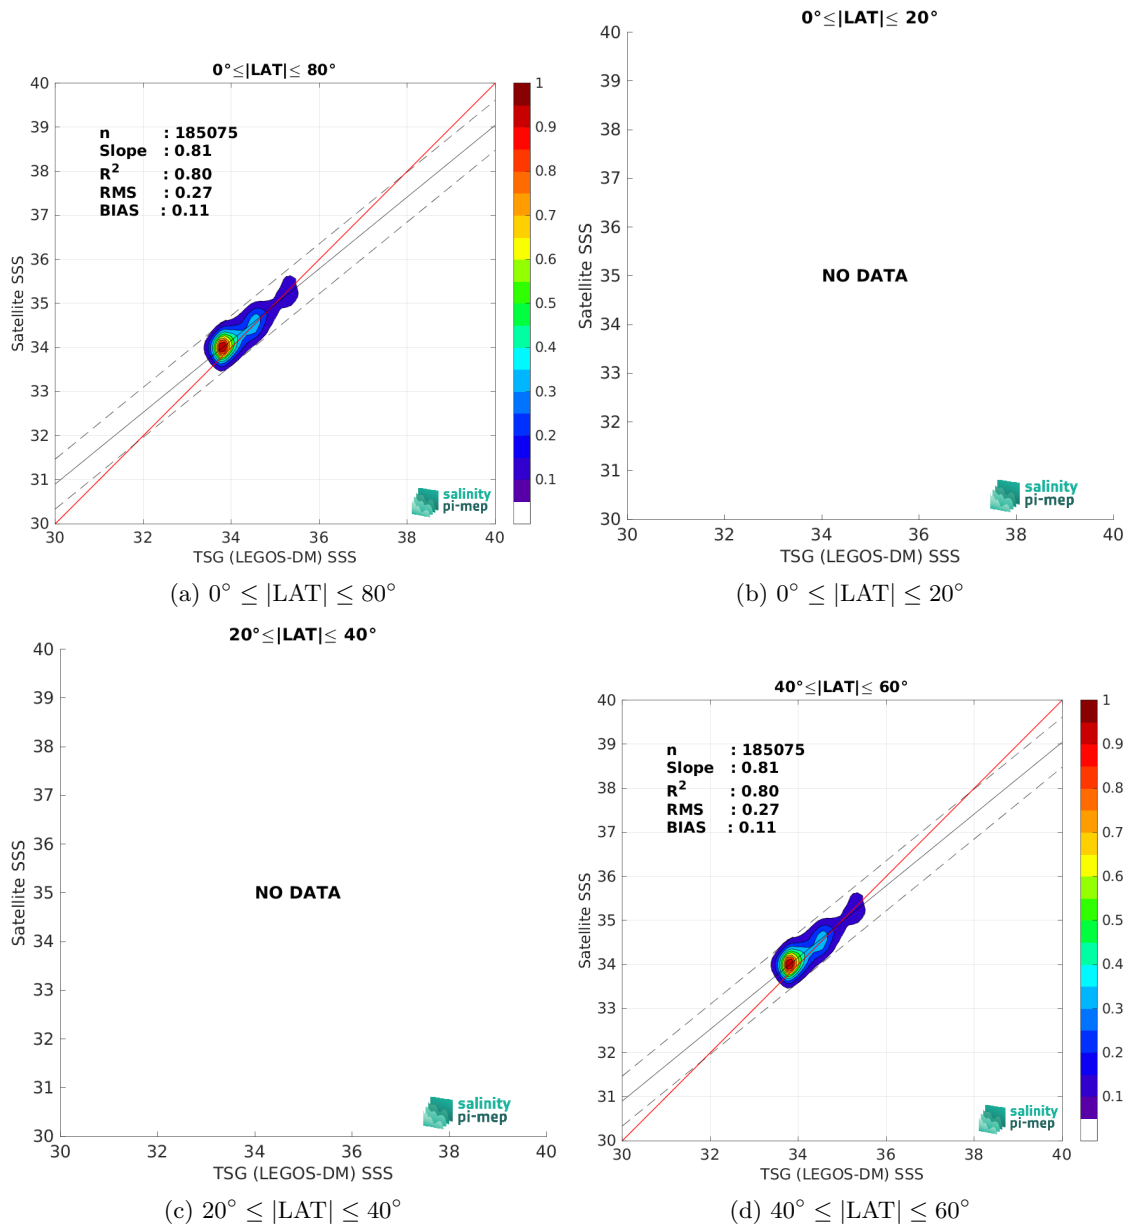 0°≤|LAT|≤ 80°
n : 185075
Slope : 0.81
R² : 0.80
RMS : 0.27
BIAS : 0.11
40
39
38
37
36
35
34
33
32
31
30
Satellite SSS
30 32 34 36 38 40
TSG (LEGOS-DM) SSS
1
0.9
0.8
0.7
0.6
0.5
0.4
0.3
0.2
0.1
salinity
pi-mep
(a) 0° ≤ |LAT| ≤ 80°
0°≤|LAT|≤ 20°
40
39
38
37
36
35
34
33
32
31
30
Satellite SSS
NO DATA
salinity
pi-mep
30 32 34 36 38 40
TSG (LEGOS-DM) SSS
(b) 0° ≤ |LAT| ≤ 20°
20°≤|LAT|≤ 40°
40
39
38
37
36
35
34
33
32
31
30
Satellite SSS
NO DATA
salinity
pi-mep
30 32 34 36 38 40
TSG (LEGOS-DM) SSS
(c) 20° ≤ |LAT| ≤ 40°
40°≤|LAT|≤ 60°
n : 185075
Slope : 0.81
R² : 0.80
RMS : 0.27
BIAS : 0.11
40
39
38
37
36
35
34
33
32
31
30
Satellite SSS
30 32 34 36 38 40
TSG (LEGOS-DM) SSS
1
0.9
0.8
0.7
0.6
0.5
0.4
0.3
0.2
0.1
salinity
pi-mep
(d) 40° ≤ |LAT| ≤ 60°